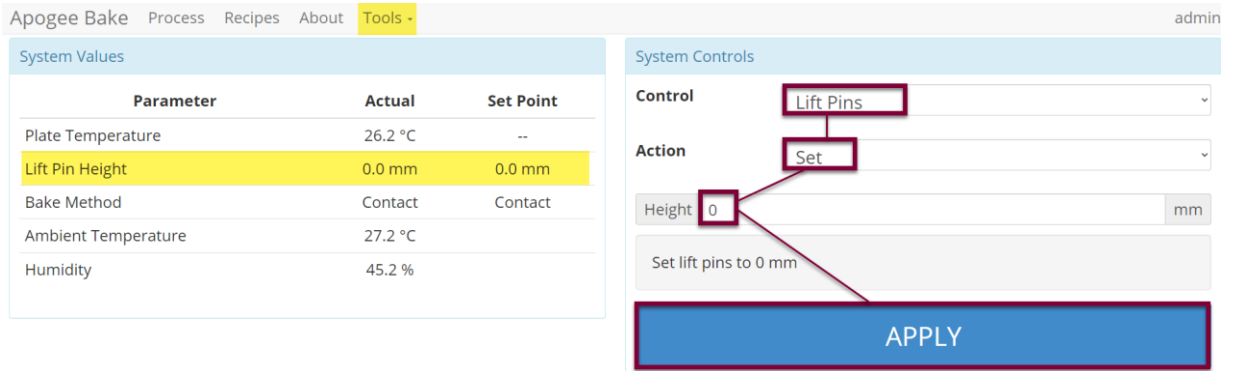 Apogee Bake Process Recipes About Tools admin
System Values
Parameter Actual Set Point
Plate Temperature 26.2 °C --
Lift Pin Height 0.0 mm 0.0 mm
Bake Method Contact Contact
Ambient Temperature 27.2 °C
Humidity 45.2 %
System Controls
Control Lift Pins
Action Set
Height 0 mm
Set lift pins to 0 mm
APPLY